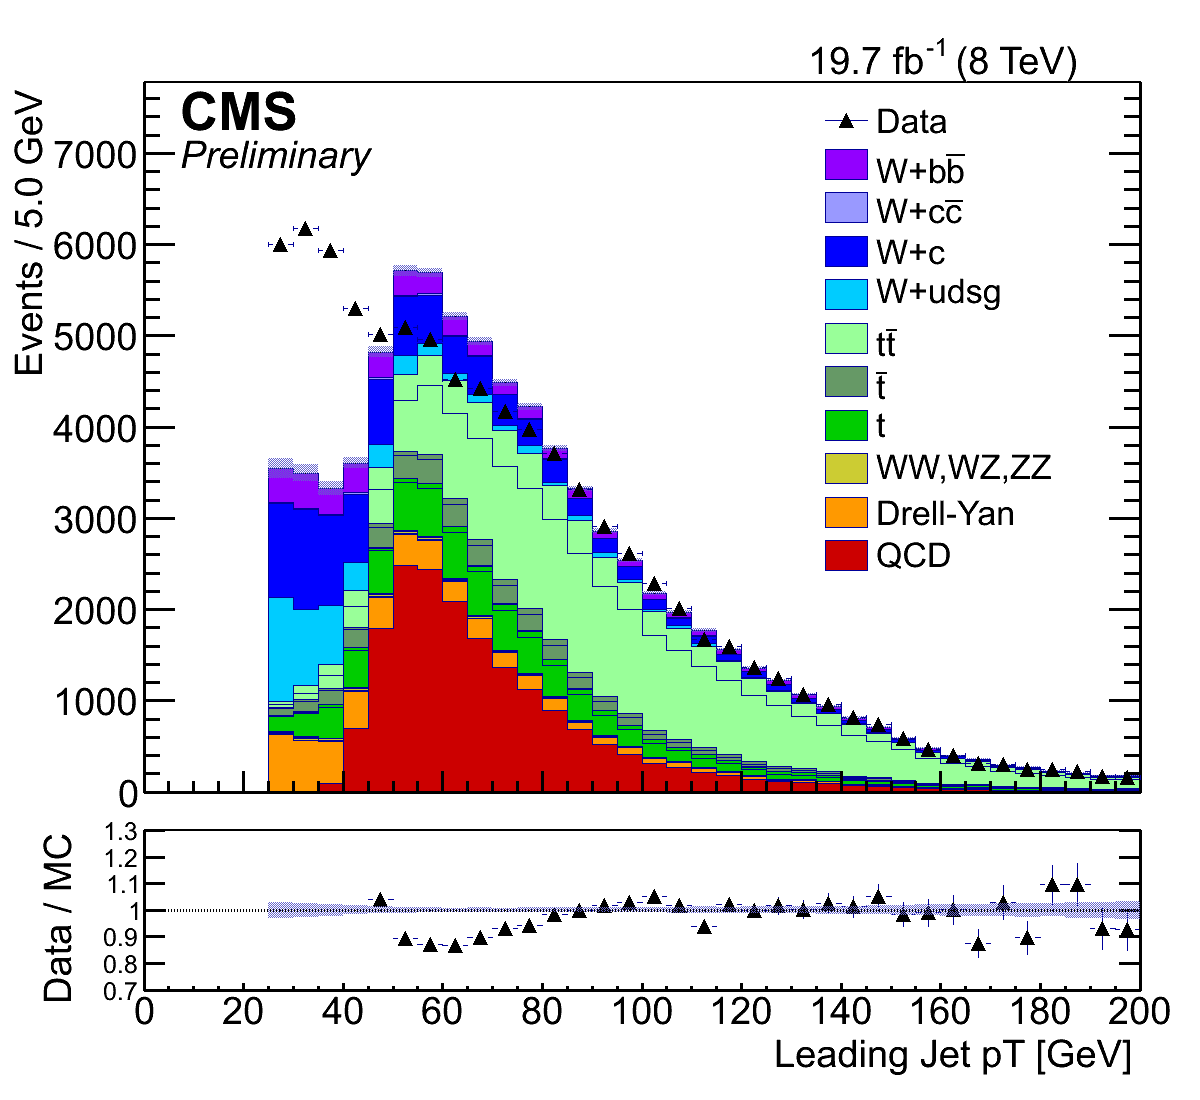 19.7 fb⁻¹ (8 TeV)
CMS
Preliminary
Events / 5.0 GeV
7000
6000
5000
4000
3000
2000
1000
0
Data
W+bb̅
W+cc̅
W+c
W+udsg
tt̅
t̅
t
WW,WZ,ZZ
Drell-Yan
QCD
Data / MC
1.3
1.2
1.1
1
0.9
0.8
0.7
0 20 40 60 80 100 120 140 160 180 200
Leading Jet pT [GeV]